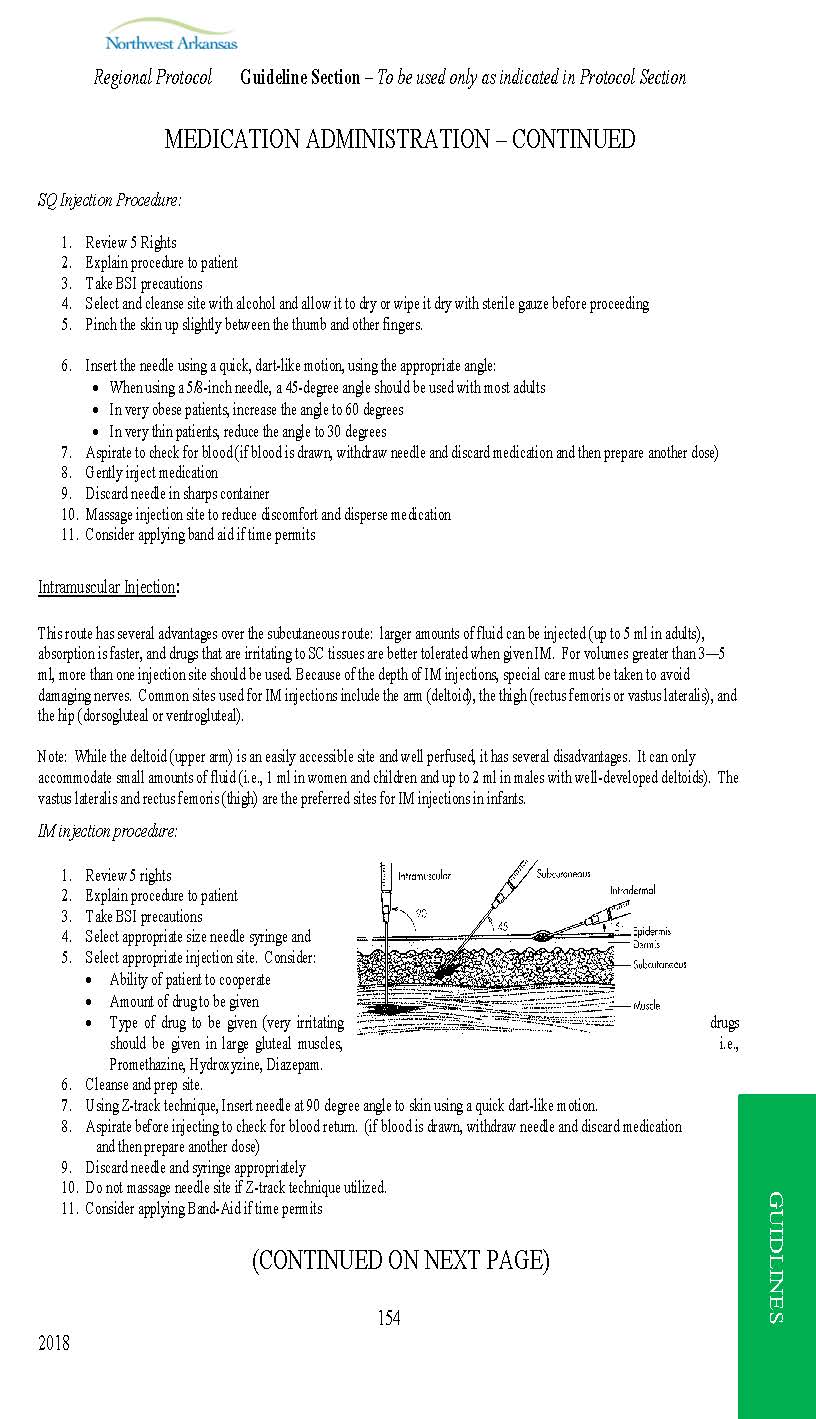 Northwest Arkansas
Regional Protocol Guideline Section – To be used only as indicated in Protocol Section
MEDICATION ADMINISTRATION – CONTINUED
SQ Injection Procedure:
1. Review 5 Rights
2. Explain procedure to patient
3. Take BSI precautions
4. Select and cleanse site with alcohol and allow it to dry or wipe it dry with sterile gauze before proceeding
5. Pinch the skin up slightly between the thumb and other fingers.
6. Insert the needle using a quick, dart-like motion, using the appropriate angle:
• When using a 5/8-inch needle, a 45-degree angle should be used with most adults
• In very obese patients, increase the angle to 60 degrees
• In very thin patients, reduce the angle to 30 degrees
7. Aspirate to check for blood (if blood is drawn, withdraw needle and discard medication and then prepare another dose)
8. Gently inject medication
9. Discard needle in sharps container
10. Massage injection site to reduce discomfort and disperse medication
11. Consider applying band aid if time permits
Intramuscular Injection:
This route has several advantages over the subcutaneous route: larger amounts of fluid can be injected (up to 5 ml in adults),
absorption is faster, and drugs that are irritating to SC tissues are better tolerated when given IM. For volumes greater than 3—5
ml, more than one injection site should be used. Because of the depth of IM injections, special care must be taken to avoid
damaging nerves. Common sites used for IM injections include the arm (deltoid), the thigh (rectus femoris or vastus lateralis), and
the hip (dorsogluteal or ventrogluteal).
Note: While the deltoid (upper arm) is an easily accessible site and well perfused, it has several disadvantages. It can only
accommodate small amounts of fluid (i.e., 1 ml in women and children and up to 2 ml in males with well-developed deltoids). The
vastus lateralis and rectus femoris (thigh) are the preferred sites for IM injections in infants.
IM injection procedure:
1. Review 5 rights
2. Explain procedure to patient
3. Take BSI precautions
4. Select appropriate size needle syringe and
5. Select appropriate injection site. Consider:
• Ability of patient to cooperate
• Amount of drug to be given
• Type of drug to be given (very irritating drugs
should be given in large gluteal muscles, i.e.,
Promethazine, Hydroxyzine, Diazepam.
Intramuscular
Subcutaneous
Intradermal
90
45
Epidermis
Dermis
Subcutaneous
Muscle
6. Cleanse and prep site.
7. Using Z-track technique, Insert needle at 90 degree angle to skin using a quick dart-like motion.
8. Aspirate before injecting to check for blood return. (if blood is drawn, withdraw needle and discard medication
and then prepare another dose)
9. Discard needle and syringe appropriately
10. Do not massage needle site if Z-track technique utilized.
11. Consider applying Band-Aid if time permits
(CONTINUED ON NEXT PAGE)
154
2018
GUIDLINES